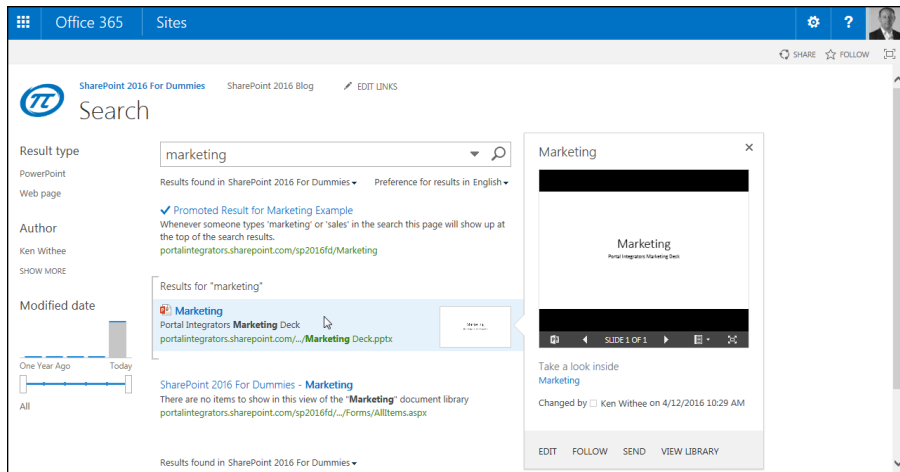 Office 365 Sites ?
SHARE FOLLOW
SharePoint 2016 For Dummies SharePoint 2016 Blog EDIT LINKS
Search
Result type
PowerPoint
Web page
Author
Ken Withee
SHOW MORE
Modified date
One Year Ago Today
All
marketing
Results found in SharePoint 2016 For Dummies Preference for results in English
Promoted Result for Marketing Example
Whenever someone types 'marketing' or 'sales' in the search this page will show up at
the top of the search results.
portalintegrators.sharepoint.com/sp2016fd/Marketing
Results for "marketing"
Marketing
Portal Integrators Marketing Deck
portalintegrators.sharepoint.com/.../Marketing Deck.pptx
SharePoint 2016 For Dummies - Marketing
There are no items to show in this view of the "Marketing" document library
portalintegrators.sharepoint.com/sp2016fd/.../Forms/AllItems.aspx
Results found in SharePoint 2016 For Dummies
Marketing
Marketing
Portal Integrators Marketing Deck
SLIDE 1 OF 1
Take a look inside
Marketing
Changed by Ken Withee on 4/12/2016 10:29 AM
EDIT FOLLOW SEND VIEW LIBRARY